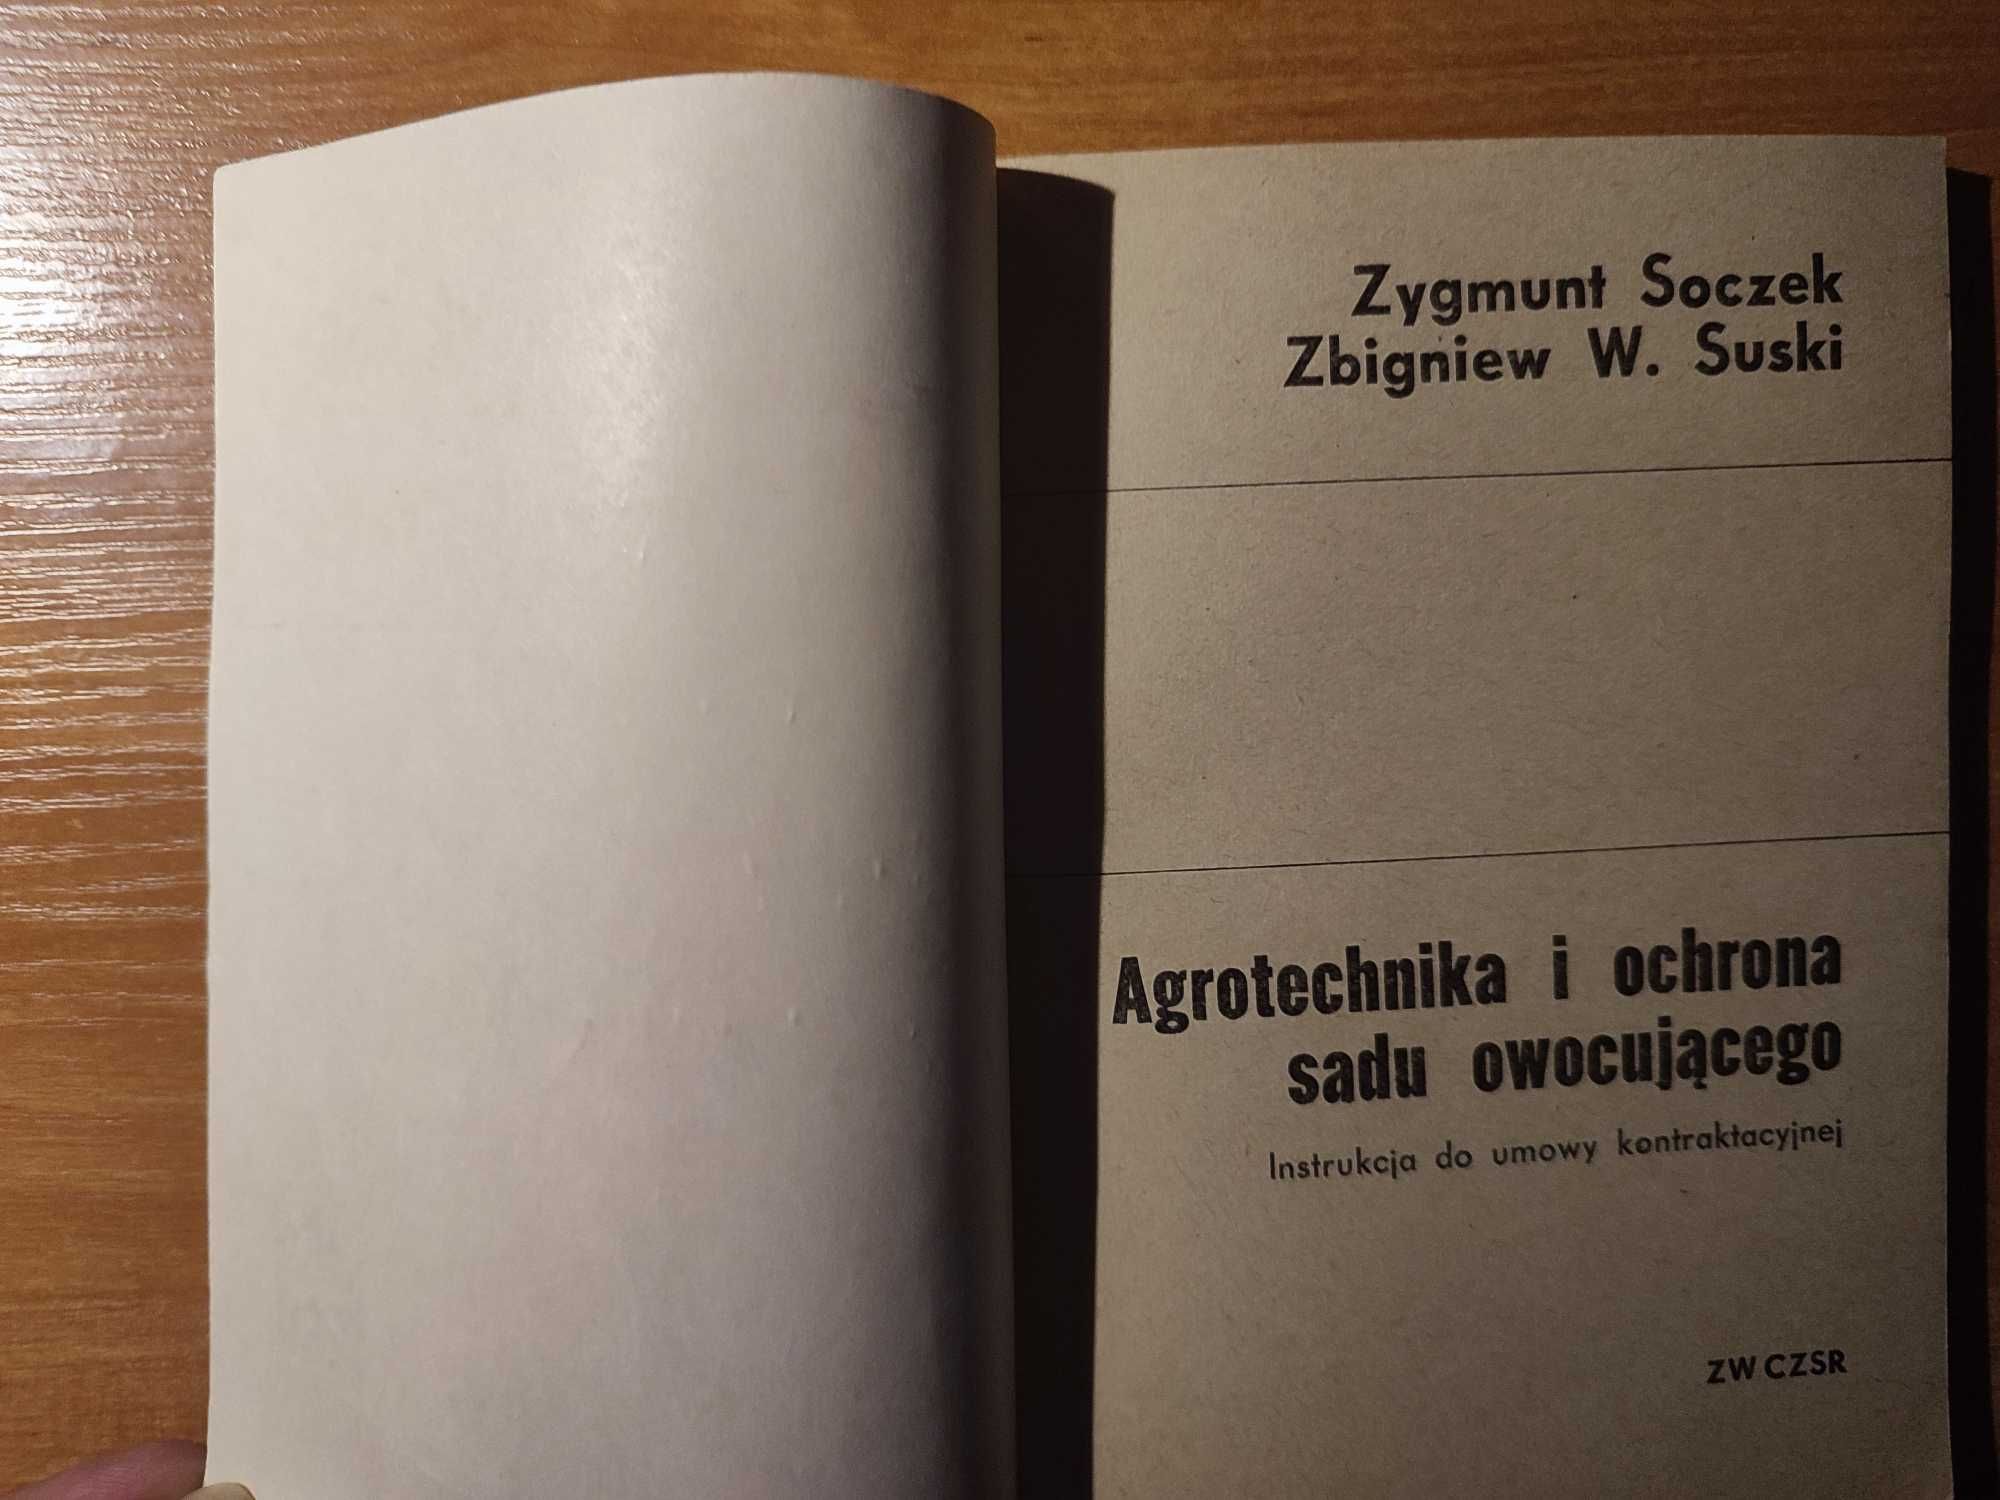 Zygmunt Soczek
Zbigniew W. Suski
Agrotechnika i ochrona
sadu owocującego
Instrukcja do umowy kontraktacyjnej
ZW CZSR